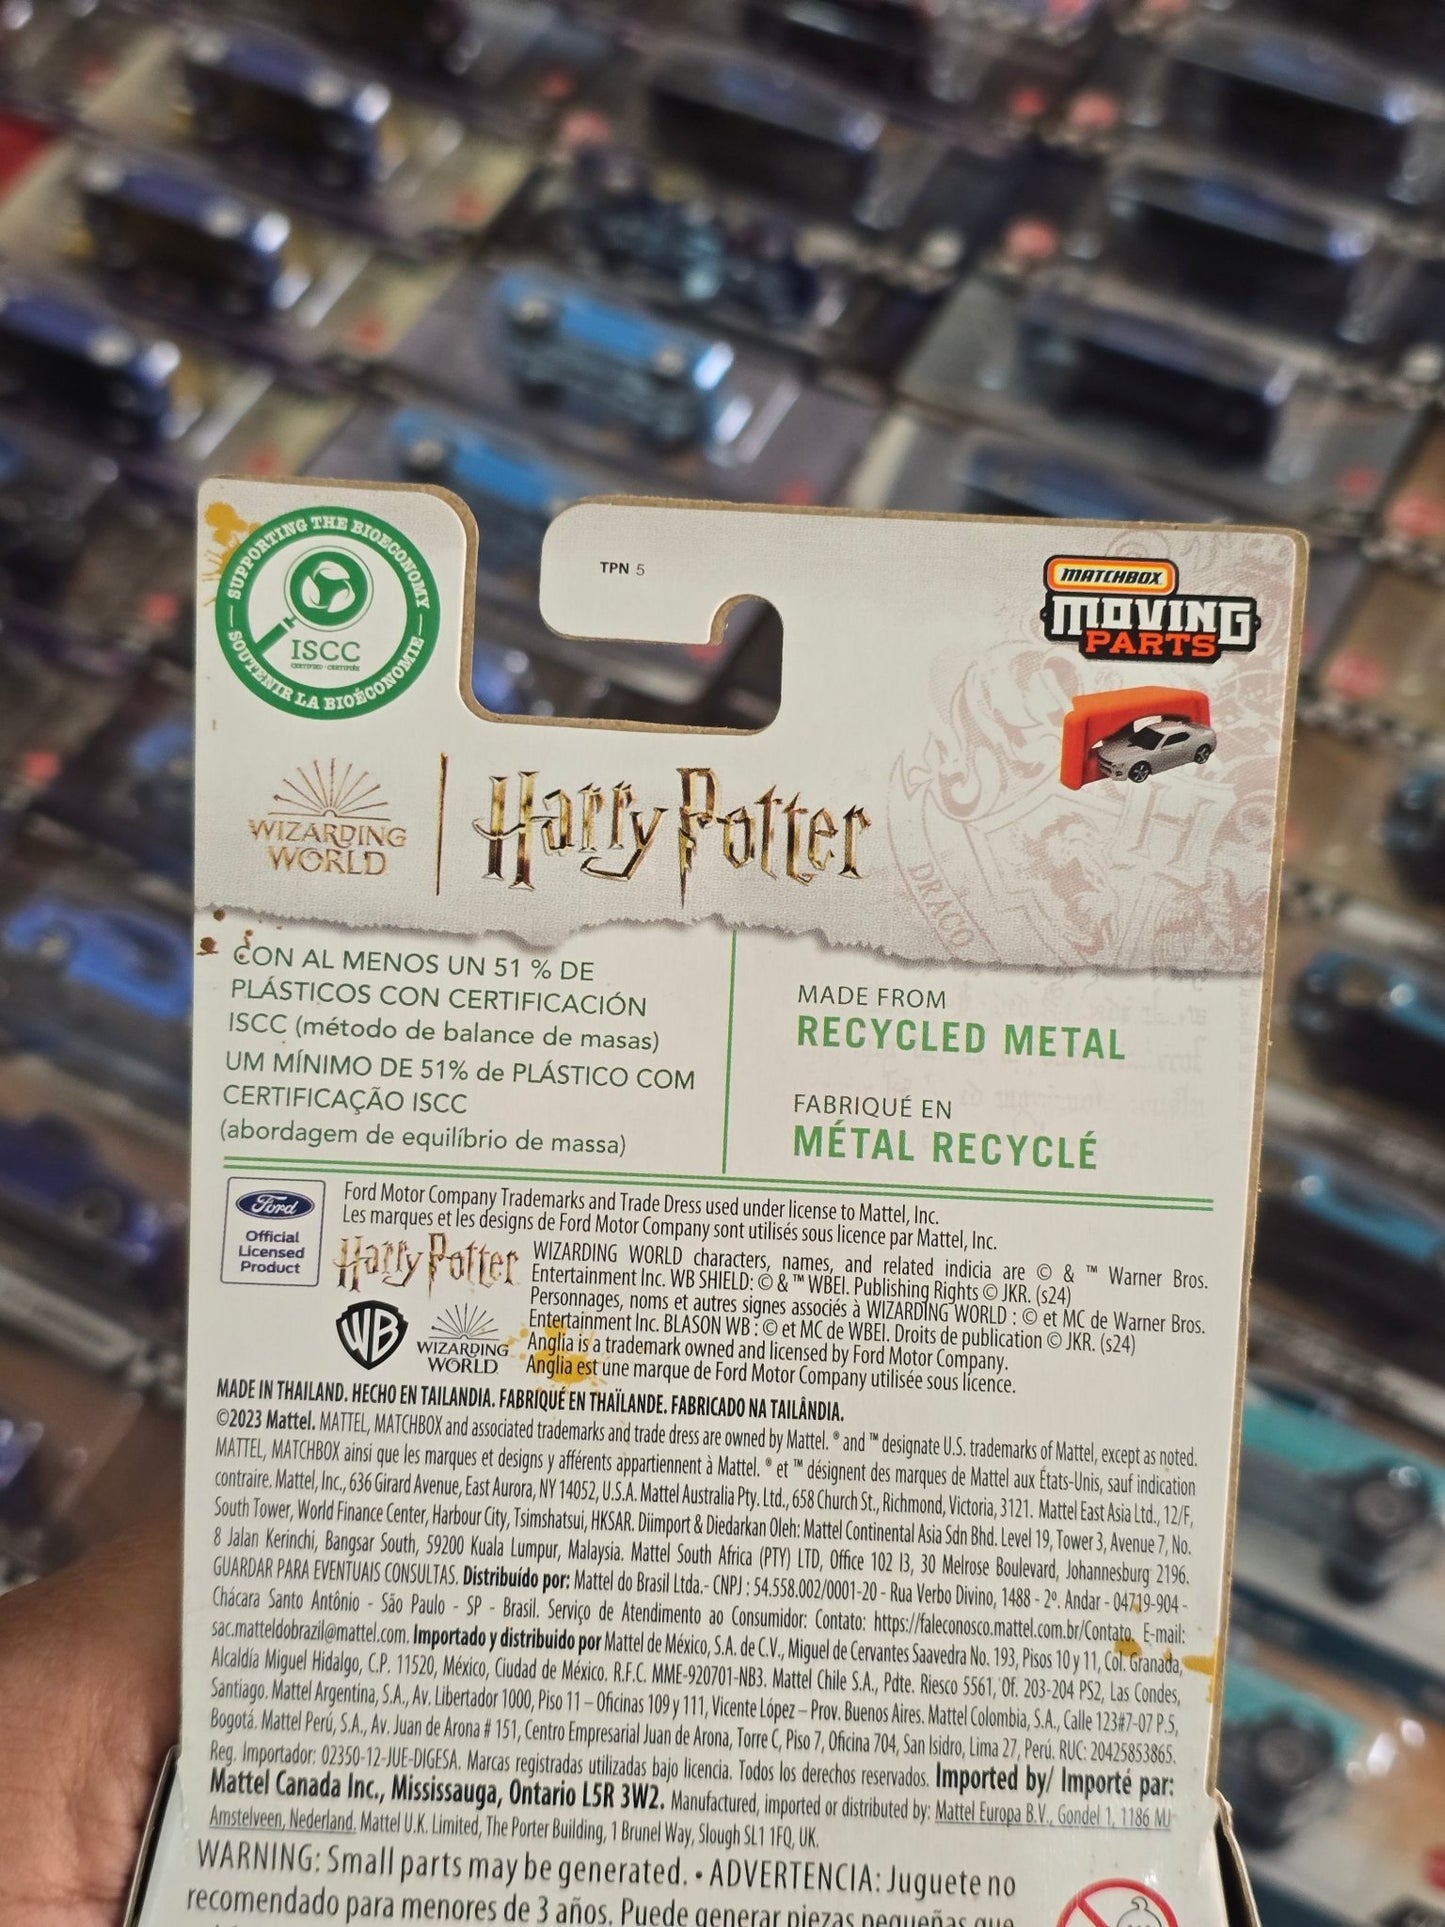 SUPPORTING THE BIOECONOMY
SOUTENIR LA BIOÉCONOMIE
ISCC
TPN 5
MATCHBOX
MOVING
PARTS
WIZARDING
WORLD
Harry Potter
DRACO
H
CON AL MENOS UN 51 % DE
PLÁSTICOS CON CERTIFICACIÓN
ISCC (método de balance de masas)
UM MÍNIMO DE 51% de PLÁSTICO COM
CERTIFICAÇÃO ISCC
(abordagem de equilíbrio de massa)
MADE FROM
RECYCLED METAL
FABRIQUÉ EN
MÉTAL RECYCLÉ
Ford
Official
Licensed
Product
Ford Motor Company Trademarks and Trade Dress used under license to Mattel, Inc.
Les marques et les designs de Ford Motor Company sont utilisés sous licence par Mattel, Inc.
Harry Potter
WB
WIZARDING
WORLD
WIZARDING WORLD characters, names, and related indicia are © & ™ Warner Bros.
Entertainment Inc. WB SHIELD: © & ™ WBEI. Publishing Rights © JKR. (s24)
Personnages, noms et autres signes associés à WIZARDING WORLD : © et MC de Warner Bros.
Entertainment Inc. BLASON WB : © et MC de WBEI. Droits de publication © JKR. (s24)
Anglia is a trademark owned and licensed by Ford Motor Company.
Anglia est une marque de Ford Motor Company utilisée sous licence.
MADE IN THAILAND. HECHO EN TAILANDIA. FABRIQUÉ EN THAÏLANDE. FABRICADO NA TAILÂNDIA.
©2023 Mattel. MATTEL, MATCHBOX and associated trademarks and trade dress are owned by Mattel. ® and ™ designate U.S. trademarks of Mattel, except as noted.
MATTEL, MATCHBOX ainsi que les marques et designs y afférents appartiennent à Mattel. ® et ™ désignent des marques de Mattel aux États-Unis, sauf indication
contraire. Mattel, Inc., 636 Girard Avenue, East Aurora, NY 14052, U.S.A. Mattel Australia Pty. Ltd., 658 Church St., Richmond, Victoria, 3121. Mattel East Asia Ltd., 12/F,
South Tower, World Finance Center, Harbour City, Tsimshatsui, HKSAR. Diimport & Diedarkan Oleh: Mattel Continental Asia Sdn Bhd. Level 19, Tower 3, Avenue 7, No.
8 Jalan Kerinchi, Bangsar South, 59200 Kuala Lumpur, Malaysia. Mattel South Africa (PTY) LTD, Office 102 I3, 30 Melrose Boulevard, Johannesburg 2196.
GUARDAR PARA EVENTUAIS CONSULTAS. Distribuído por: Mattel do Brasil Ltda.- CNPJ : 54.558.002/0001-20 - Rua Verbo Divino, 1488 - 2º. Andar - 04719-904 -
Chácara Santo Antônio - São Paulo - SP - Brasil. Serviço de Atendimento ao Consumidor: Contato: https://faleconosco.mattel.com.br/Contato. E-mail:
sac.matteldobrazil@mattel.com. Importado y distribuido por Mattel de México, S.A. de C.V., Miguel de Cervantes Saavedra No. 193, Pisos 10 y 11, Col. Granada,
Alcaldía Miguel Hidalgo, C.P. 11520, México, Ciudad de México. R.F.C. MME-920701-NB3. Mattel Chile S.A., Pdte. Riesco 5561, Of. 203-204 PS2, Las Condes,
Santiago. Mattel Argentina, S.A., Av. Libertador 1000, Piso 11 – Oficinas 109 y 111, Vicente López – Prov. Buenos Aires. Mattel Colombia, S.A., Calle 123#7-07 P.5,
Bogotá. Mattel Perú, S.A., Av. Juan de Arona # 151, Centro Empresarial Juan de Arona, Torre C, Piso 7, Oficina 704, San Isidro, Lima 27, Perú. RUC: 20425853865.
Reg. Importador: 02350-12-JUE-DIGESA. Marcas registradas utilizadas bajo licencia. Todos los derechos reservados. Imported by/ Importé par:
Mattel Canada Inc., Mississauga, Ontario L5R 3W2. Manufactured, imported or distributed by: Mattel Europa B.V., Gondel 1, 1186 MJ
Amstelveen, Nederland. Mattel U.K. Limited, The Porter Building, 1 Brunel Way, Slough SL1 1FQ, UK.
WARNING: Small parts may be generated. • ADVERTENCIA: Juguete no
recomendado para menores de 3 años. Puede generar piezas pequeñas que